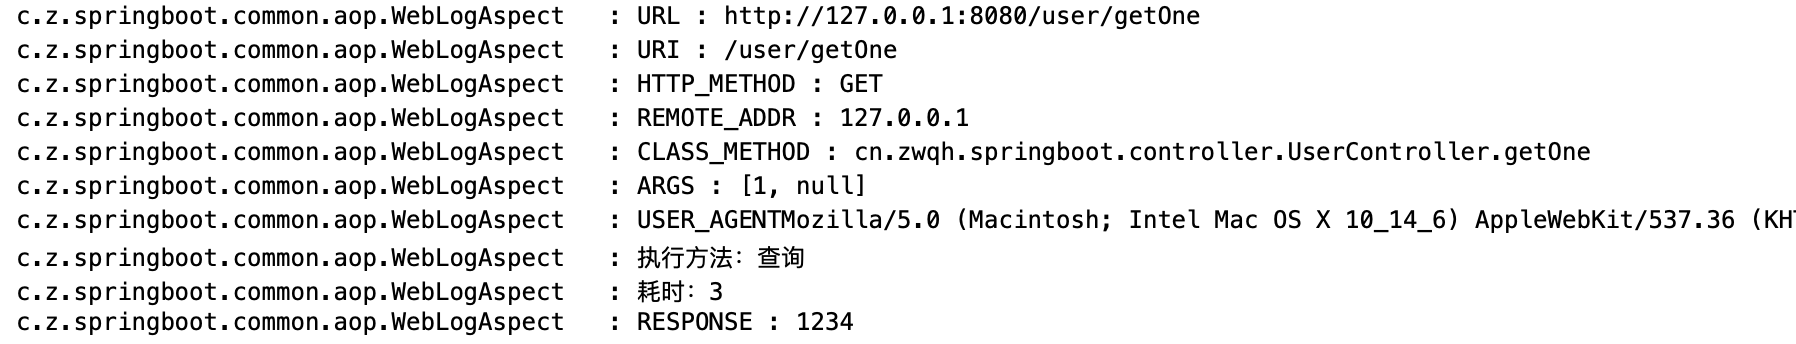 c.z.springboot.common.aop.WebLogAspect : URL : http://127.0.0.1:8080/user/getOne
c.z.springboot.common.aop.WebLogAspect : URI : /user/getOne
c.z.springboot.common.aop.WebLogAspect : HTTP_METHOD : GET
c.z.springboot.common.aop.WebLogAspect : REMOTE_ADDR : 127.0.0.1
c.z.springboot.common.aop.WebLogAspect : CLASS_METHOD : cn.zwqh.springboot.controller.UserController.getOne
c.z.springboot.common.aop.WebLogAspect : ARGS : [1, null]
c.z.springboot.common.aop.WebLogAspect : USER_AGENTMozilla/5.0 (Macintosh; Intel Mac OS X 10_14_6) AppleWebKit/537.36 (KH
c.z.springboot.common.aop.WebLogAspect : 执行方法：查询
c.z.springboot.common.aop.WebLogAspect : 耗时：3
c.z.springboot.common.aop.WebLogAspect : RESPONSE : 1234